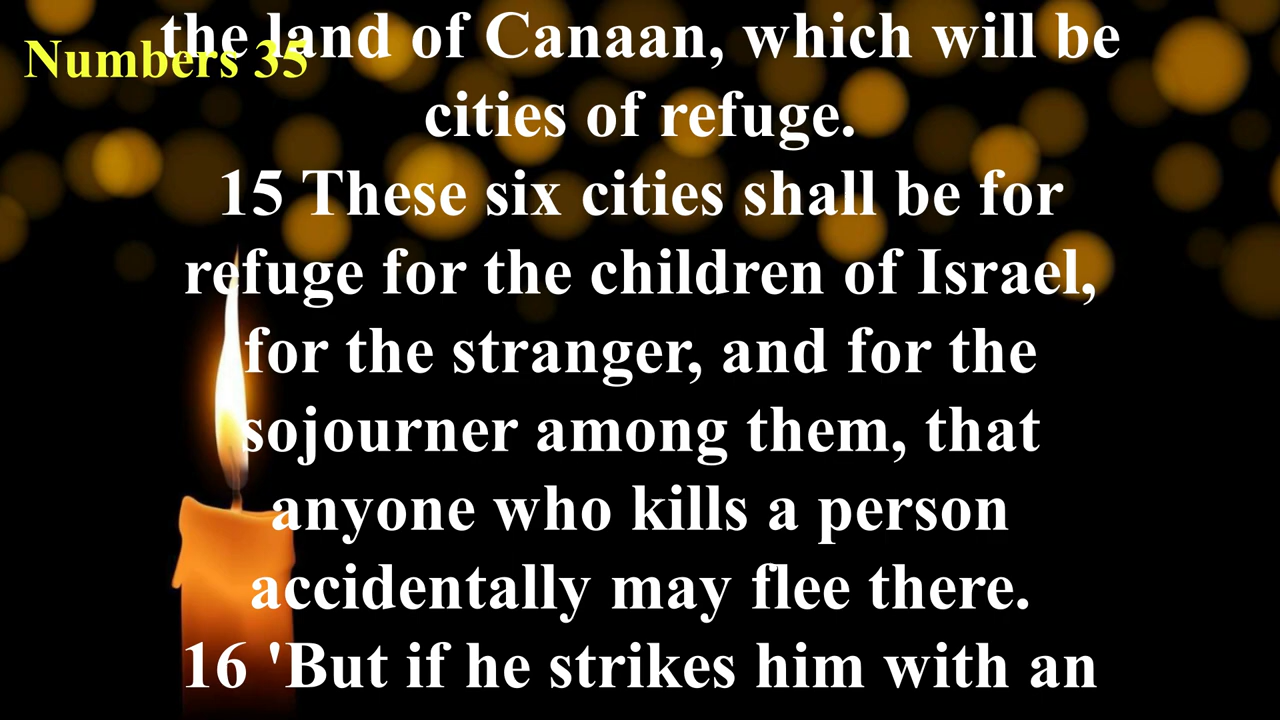 Numbers 35
the land of Canaan, which will be
cities of refuge.
15 These six cities shall be for
refuge for the children of Israel,
for the stranger, and for the
sojourner among them, that
anyone who kills a person
accidentally may flee there.
16 'But if he strikes him with an